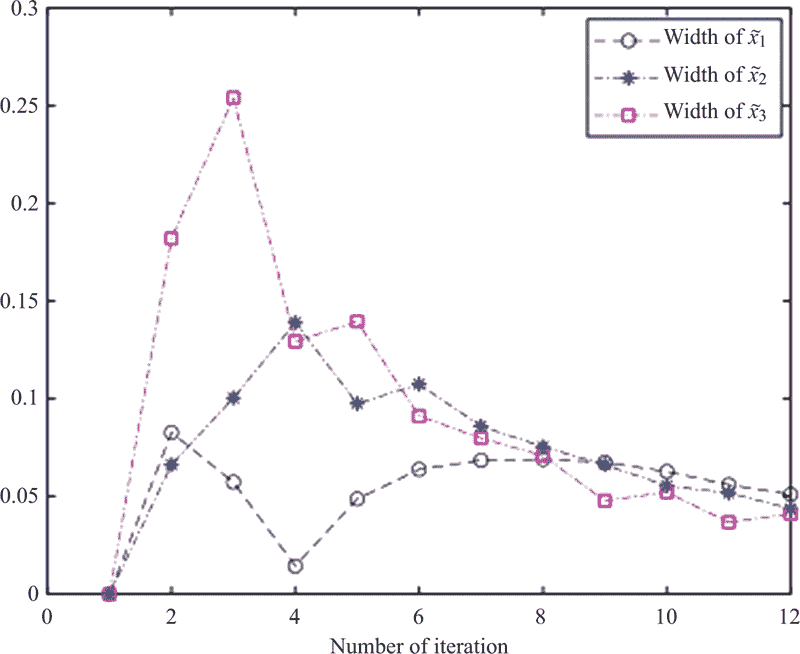 0.3
0.25
0.2
0.15
0.1
0.05
0
0 2 4 6 8 10 12
Number of iteration
Width of x̃1
Width of x̃2
Width of x̃3